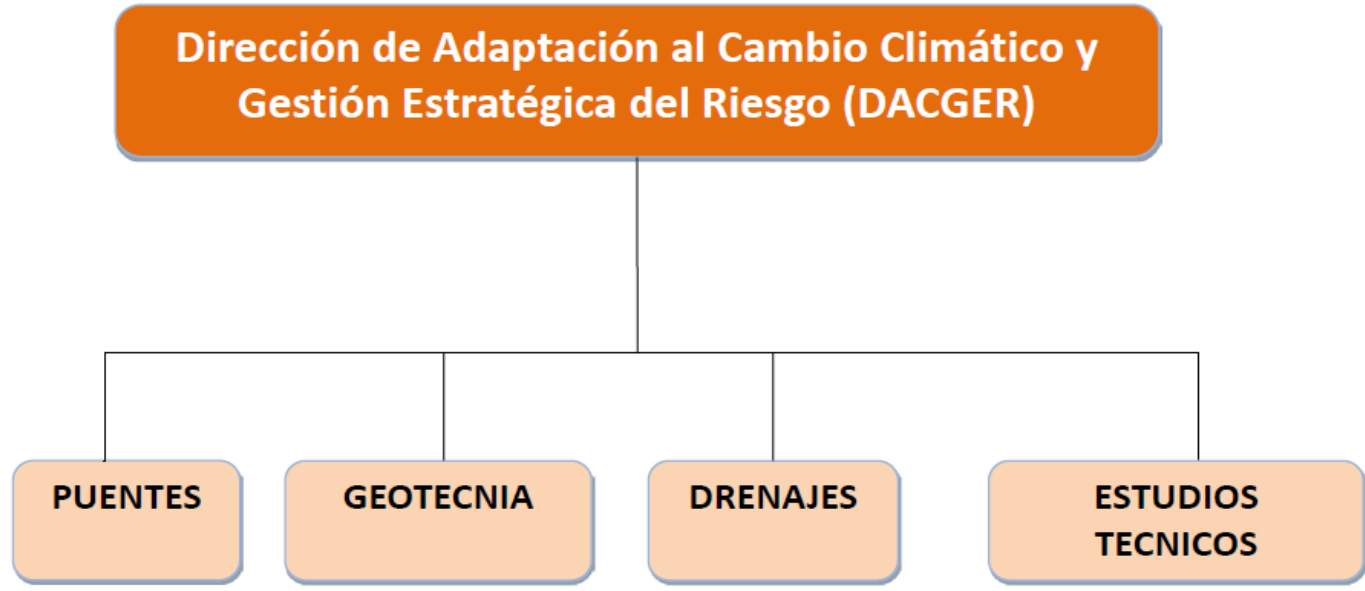 Dirección de Adaptación al Cambio Climático y
Gestión Estratégica del Riesgo (DACGER)
PUENTES
GEOTECNIA
DRENAJES
ESTUDIOS
TECNICOS